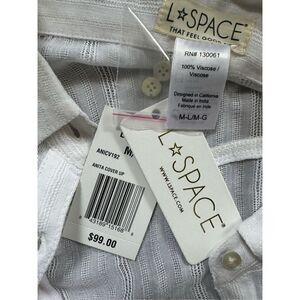 L☆SPACE
THAT FEEL GOOD
RN# 130061
100% Viscose /
Viscose
Designed in California
Made in India
Fabriqué en Inde
M-L/M-G
ANICV192
ANITA COVER UP
$99.00
L☆SPACE
WWW.LSPACE.COM